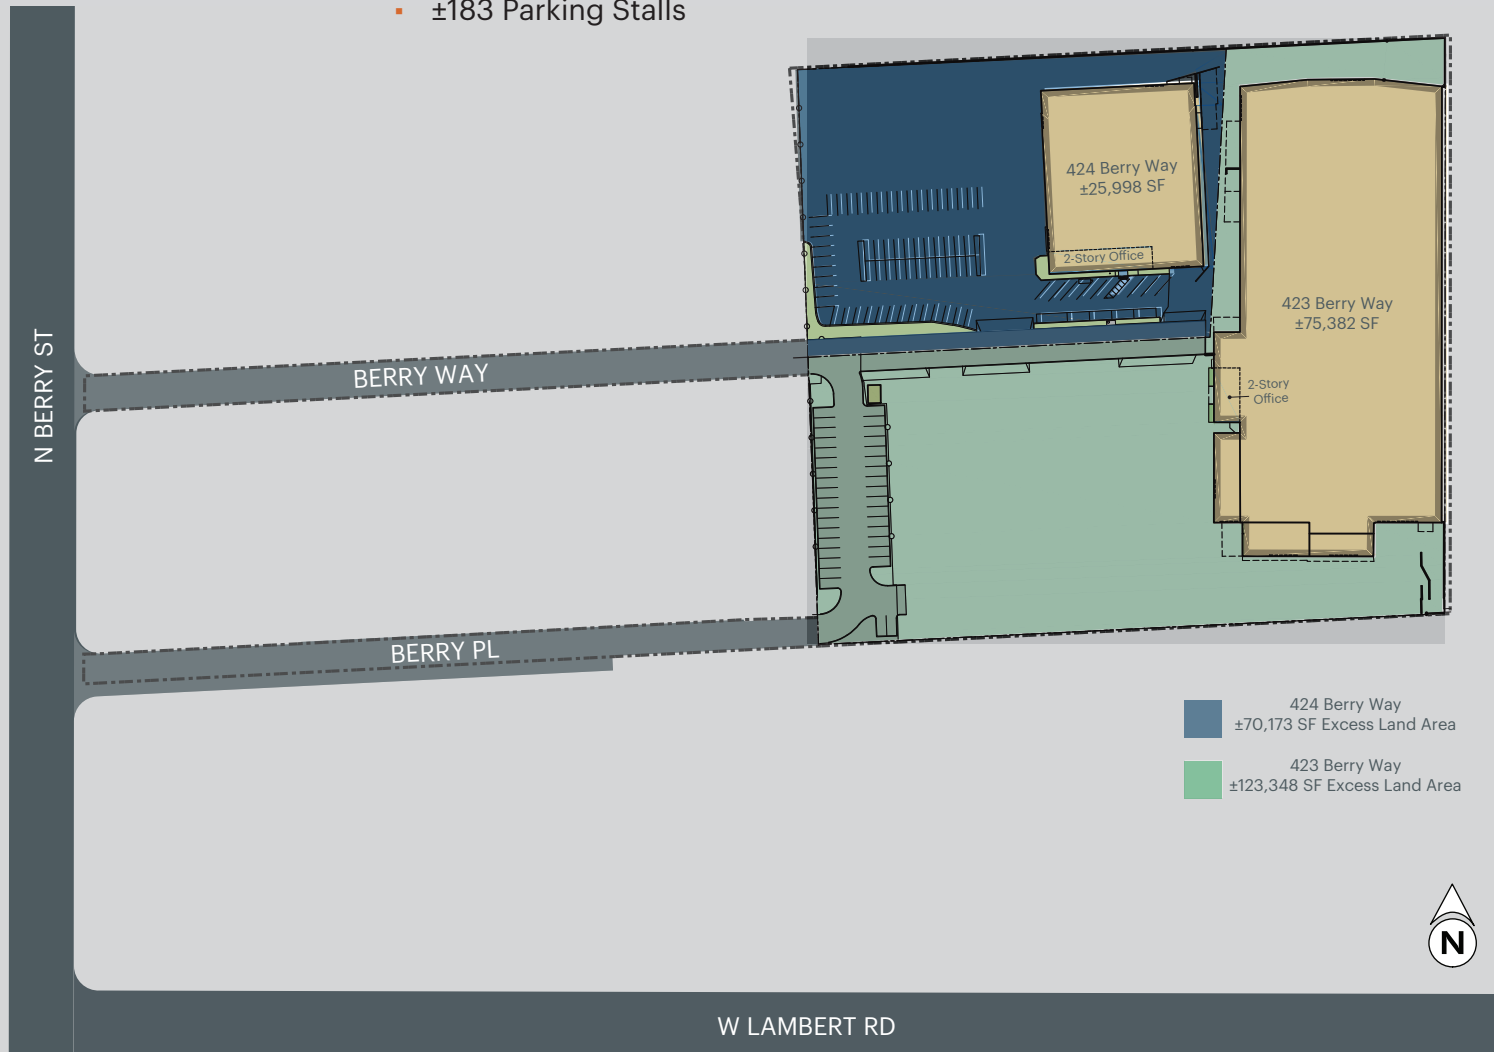 ▪ ±183 Parking Stalls
424 Berry Way
±25,998 SF
2-Story Office
423 Berry Way
±75,382 SF
2-Story
Office
N BERRY ST
BERRY WAY
BERRY PL
424 Berry Way
±70,173 SF Excess Land Area
423 Berry Way
±123,348 SF Excess Land Area
N
W LAMBERT RD